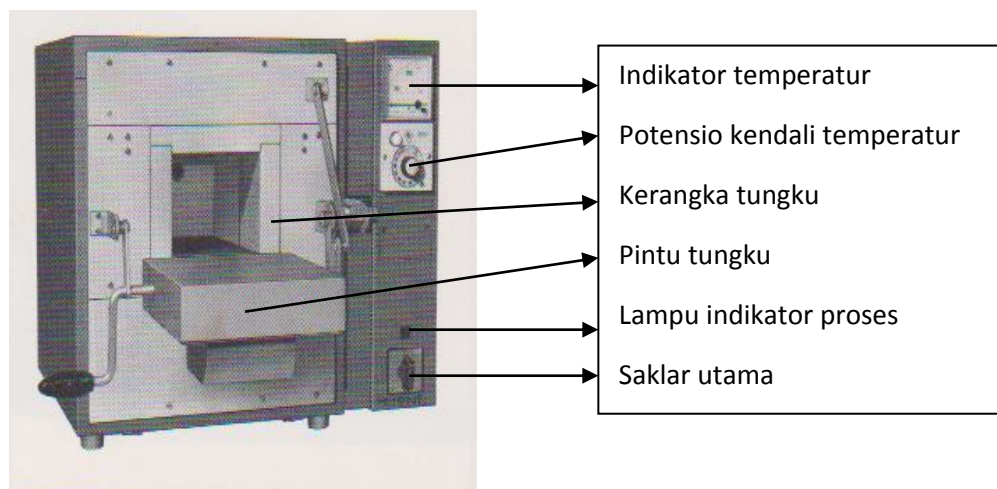 Indikator temperatur
Potensio kendali temperatur
Kerangka tungku
Pintu tungku
Lampu indikator proses
Saklar utama